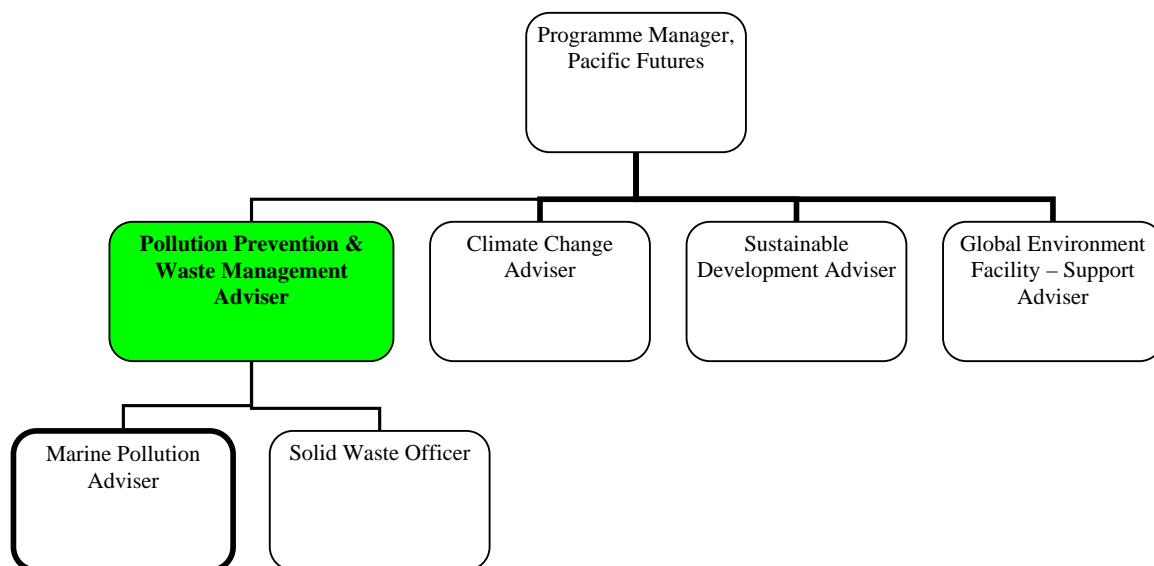 Programme Manager,
Pacific Futures
Pollution Prevention &
Waste Management
Adviser
Climate Change
Adviser
Sustainable
Development Adviser
Global Environment
Facility – Support
Adviser
Marine Pollution
Adviser
Solid Waste Officer